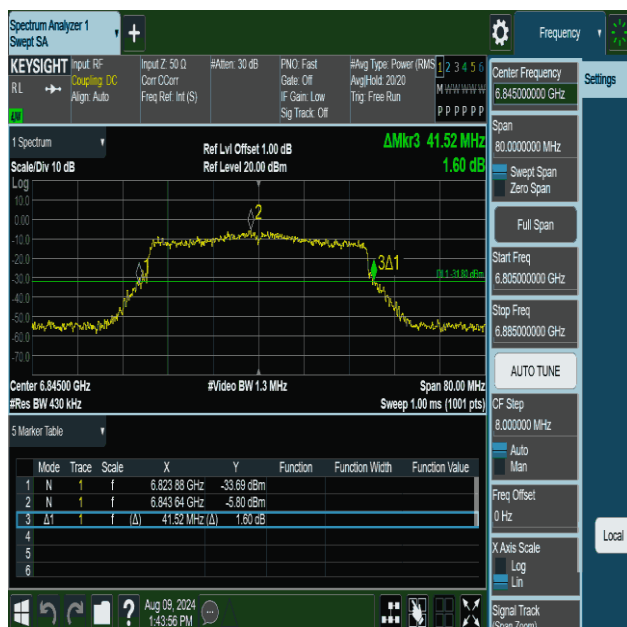 Spectrum Analyzer 1
Swept SA
+
Frequency
KEYSIGHT Input: RF Input Z: 50 Ω #Atten: 30 dB PNO: Fast #Avg Type: Power (RMS 1 2 3 4 5 6
RL Coupling: DC Corr CCorr Gate: Off Avg|Hold: 20/20 M W W W W W
Align: Auto Freq Ref: Int (S) IF Gain: Low Trig: Free Run
Sig Track: Off P P P P P P
1 Spectrum
Ref Lvl Offset 1.00 dB ΔMkr3 41.52 MHz
Scale/Div 10 dB Ref Level 20.00 dBm 1.60 dB
Log
10.0
0.00
-10.0
-20.0
-30.0
-40.0
-50.0
-60.0
-70.0
1
2
3Δ1
Center 6.84500 GHz #Video BW 1.3 MHz Span 80.00 MHz
#Res BW 430 kHz Sweep 1.00 ms (1001 pts)
5 Marker Table
Mode Trace Scale X Y Function Function Width Function Value
1 N 1 f 6.823 88 GHz -33.69 dBm
2 N 1 f 6.843 64 GHz -5.80 dBm
3 Δ1 1 f (Δ) 41.52 MHz (Δ) 1.60 dB
4
5
6
Aug 09, 2024
1:43:56 PM
?
Center Frequency
6.845000000 GHz
Settings
Span
80.0000000 MHz
Swept Span
Zero Span
Full Span
Start Freq
6.805000000 GHz
Stop Freq
6.885000000 GHz
AUTO TUNE
CF Step
8.000000 MHz
Auto
Man
Freq Offset
0 Hz
X Axis Scale
Log
Lin
Local
Signal Track
(Span Zoom)